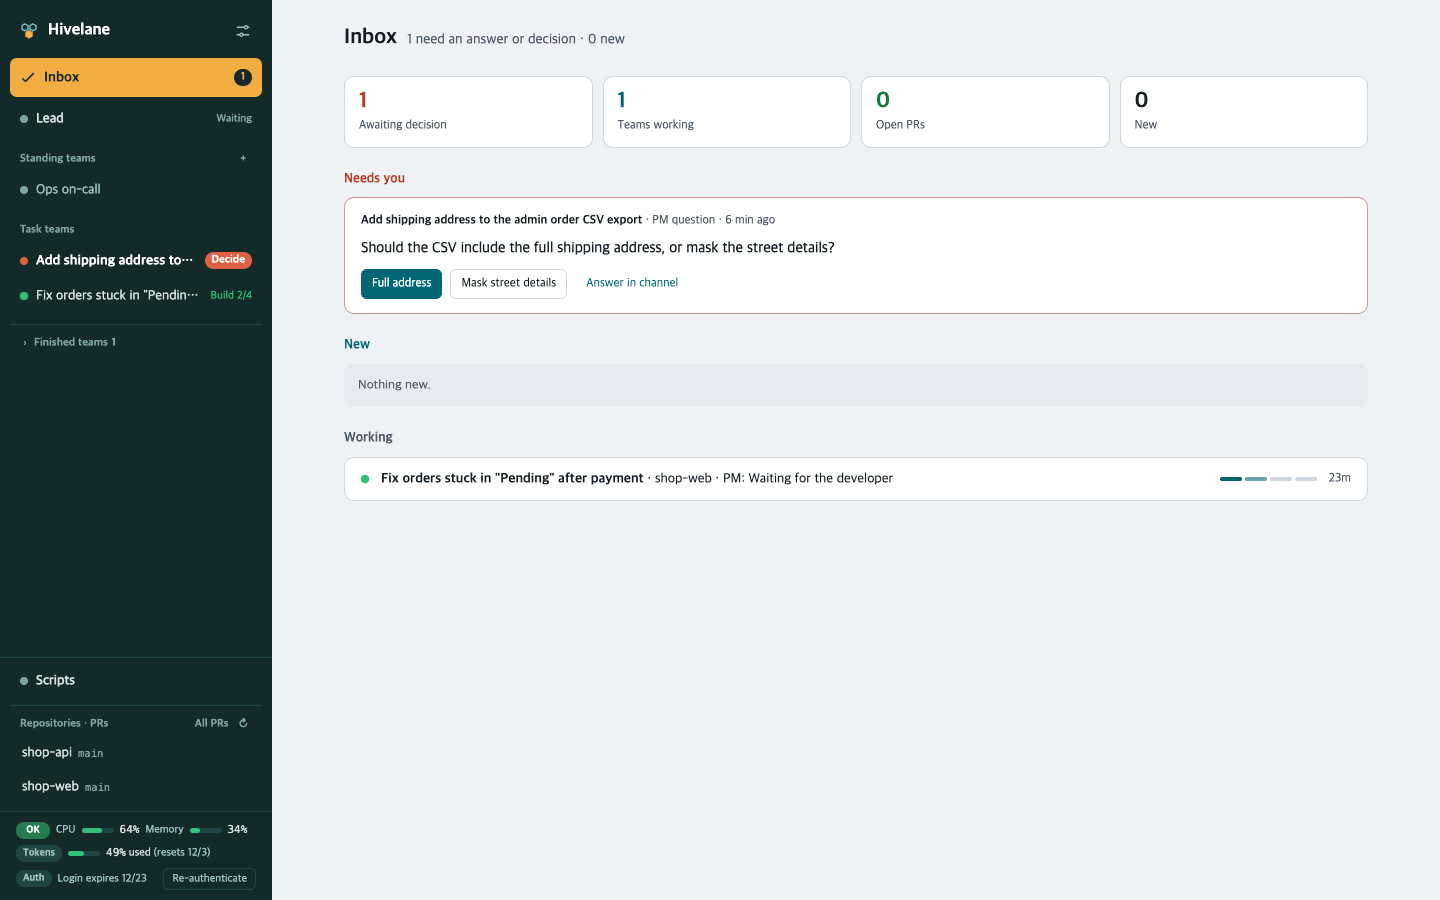 Hivelane
Inbox 1
Lead Waiting
Standing teams +
Ops on-call
Task teams
Add shipping address to··· Decide
Fix orders stuck in "Pendin··· Build 2/4
› Finished teams 1
Scripts
Repositories · PRs All PRs
shop-api main
shop-web main
OK CPU 64% Memory 34%
Tokens 49% used (resets 12/3)
Auth Login expires 12/23 Re-authenticate
Inbox 1 need an answer or decision · 0 new
1
Awaiting decision
1
Teams working
0
Open PRs
0
New
Needs you
Add shipping address to the admin order CSV export · PM question · 6 min ago
Should the CSV include the full shipping address, or mask the street details?
Full address Mask street details Answer in channel
New
Nothing new.
Working
Fix orders stuck in "Pending" after payment · shop-web · PM: Waiting for the developer 23m